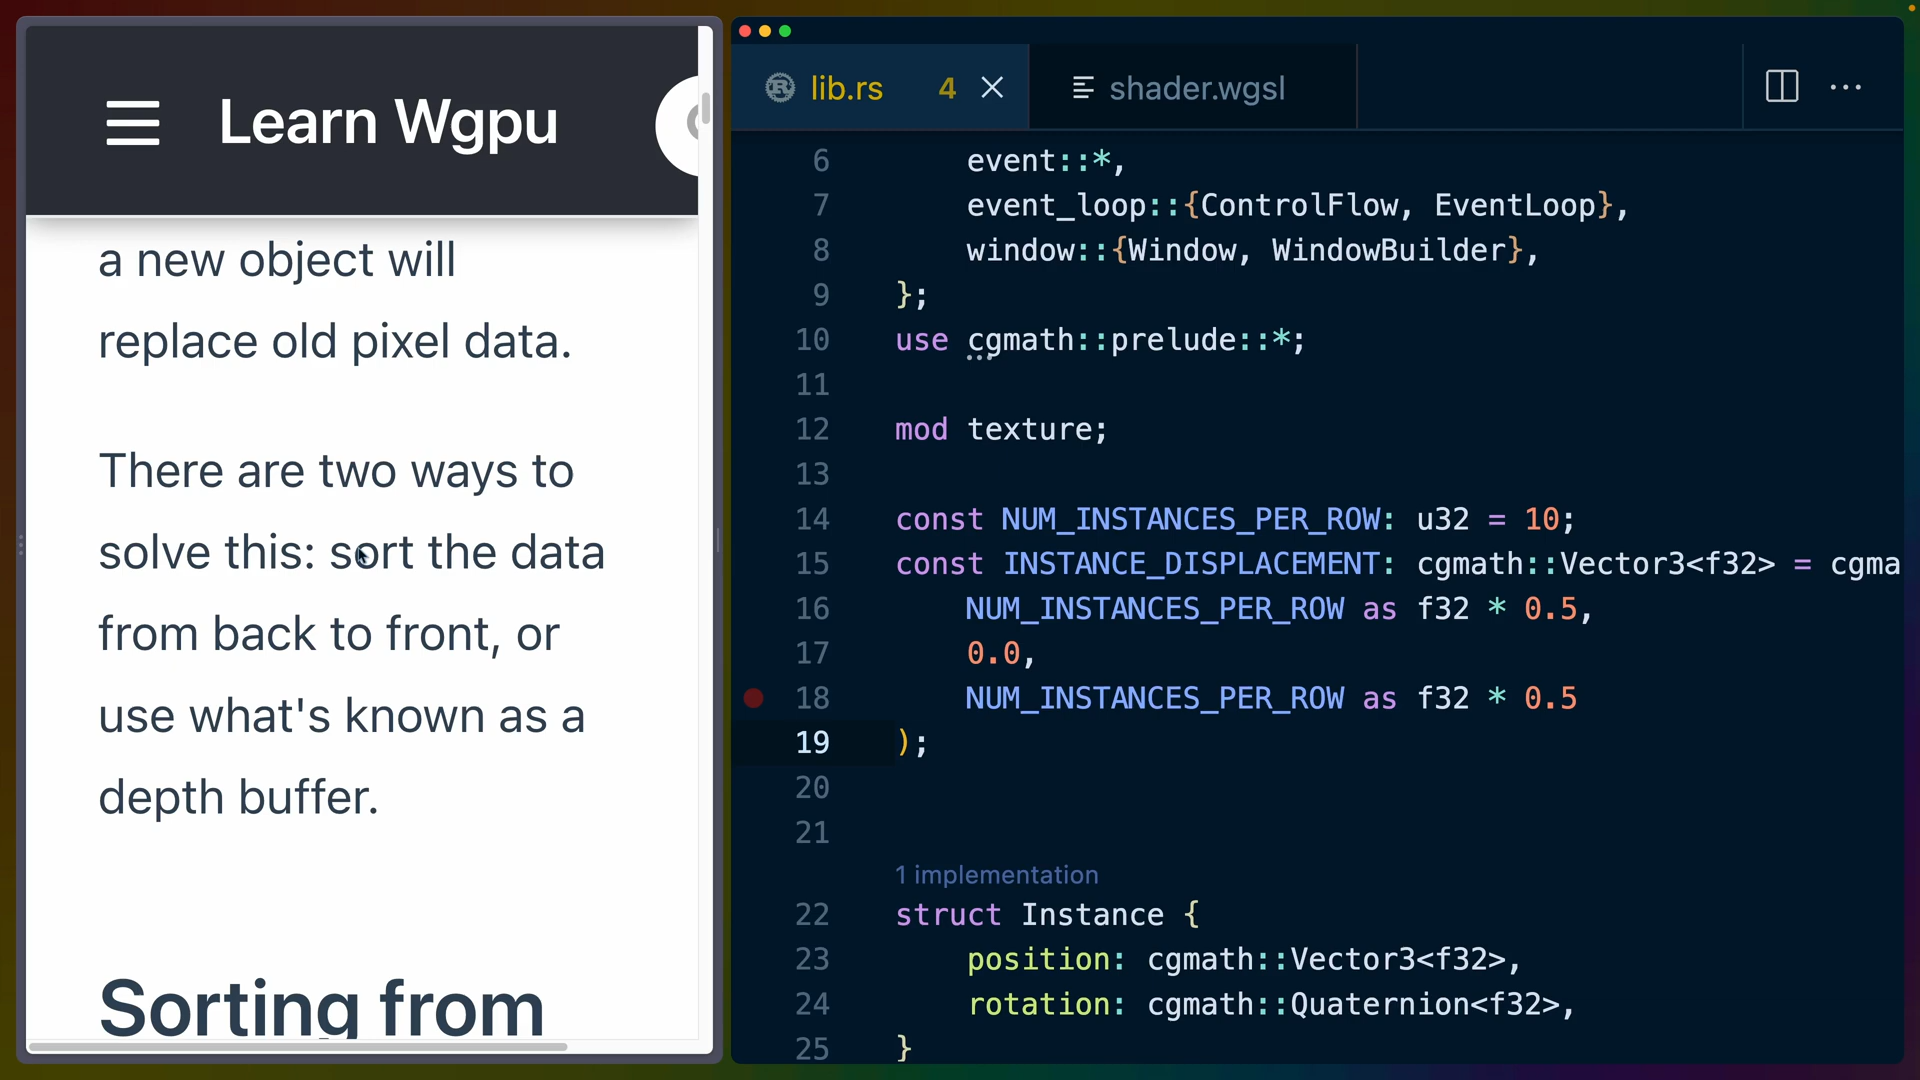 Learn Wgpu
a new object will
replace old pixel data.
There are two ways to
solve this: sort the data
from back to front, or
use what's known as a
depth buffer.
Sorting from
lib.rs 4
shader.wgsl
6 event::*,
7 event_loop::{ControlFlow, EventLoop},
8 window::{Window, WindowBuilder},
9 };
10 use cgmath::prelude::*;
11
12 mod texture;
13
14 const NUM_INSTANCES_PER_ROW: u32 = 10;
15 const INSTANCE_DISPLACEMENT: cgmath::Vector3<f32> = cgma
16 NUM_INSTANCES_PER_ROW as f32 * 0.5,
17 0.0,
18 NUM_INSTANCES_PER_ROW as f32 * 0.5
19 );
20
21
1 implementation
22 struct Instance {
23 position: cgmath::Vector3<f32>,
24 rotation: cgmath::Quaternion<f32>,
25 }